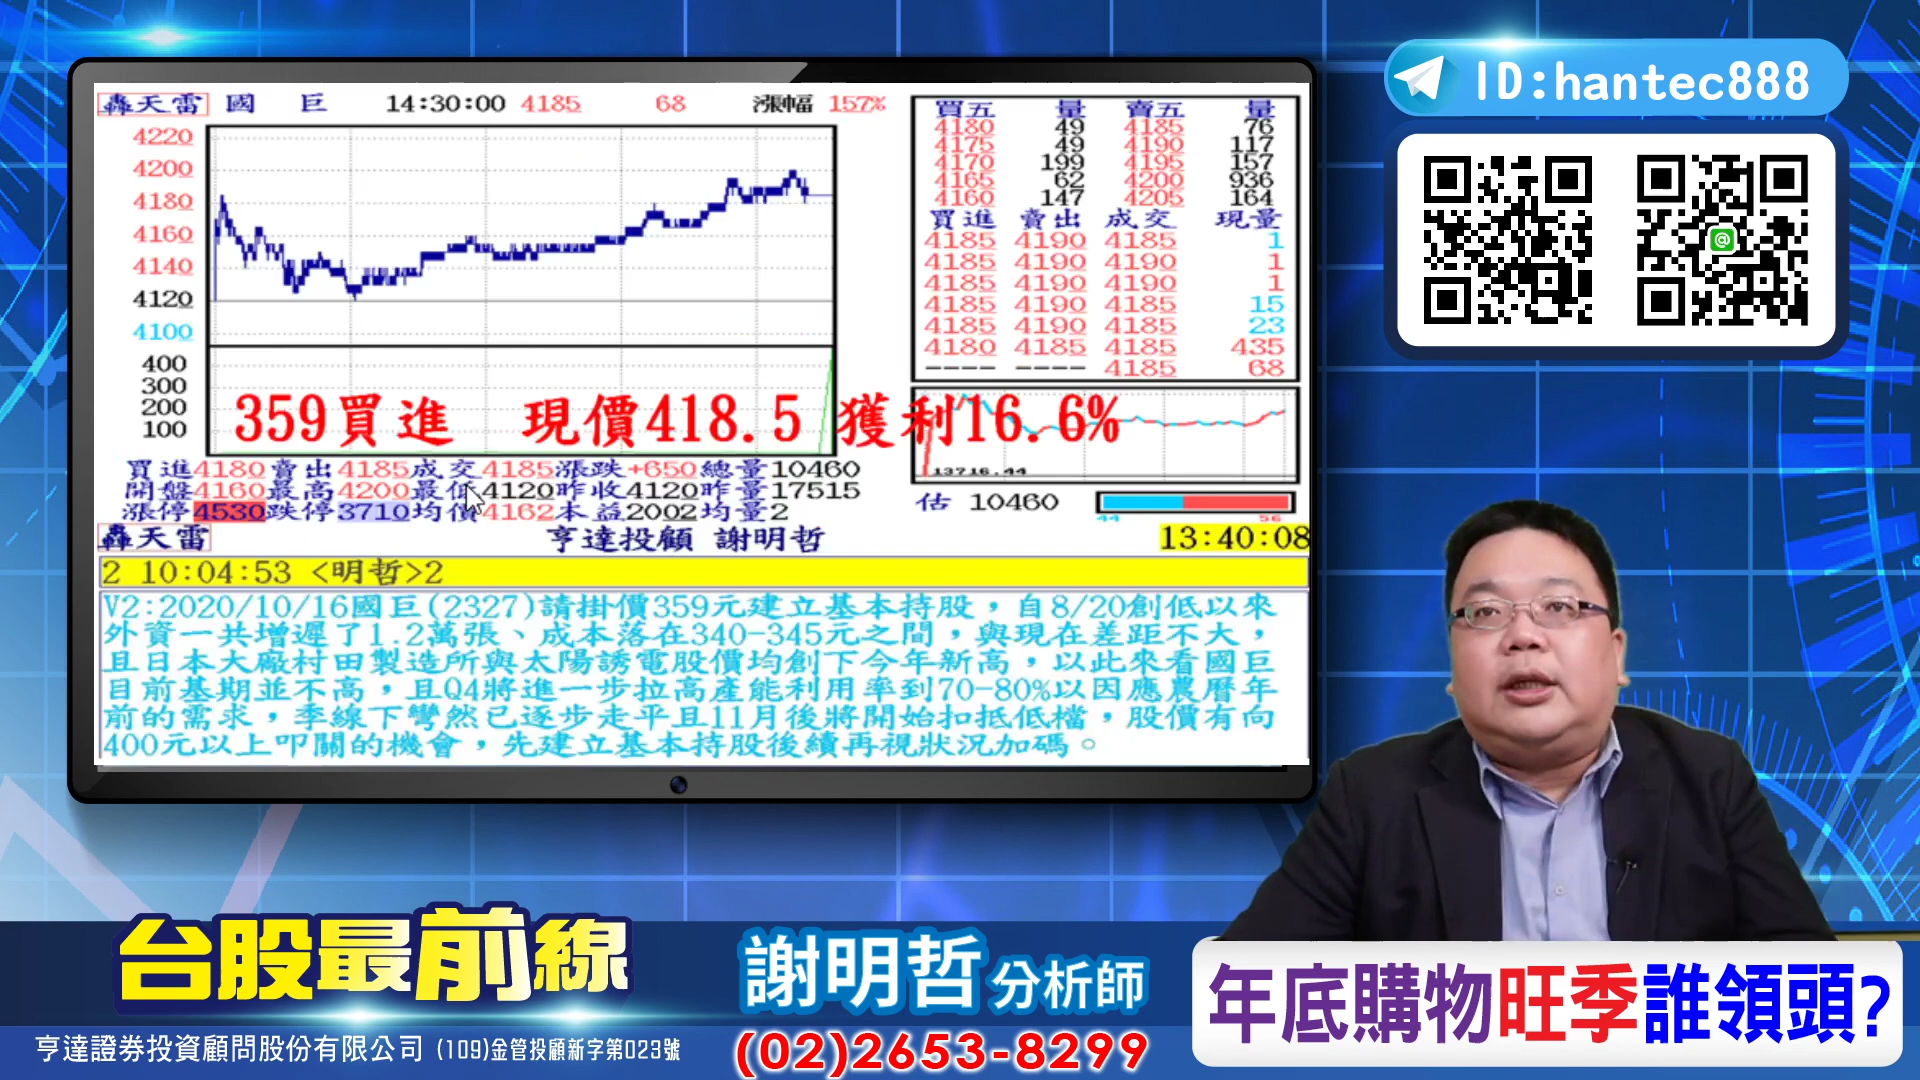 ID:hantec888
轟天雷 國 巨 14:30:00 4185 68 漲幅 157%
4220
4200
4180
4160
4140
4120
4100
400
300
200
100
359買進 現價418.5 獲利16.6%
買五 量 賣五 量
4180 49 4185 76
4175 49 4190 117
4170 199 4195 157
4165 62 4200 936
4160 147 4205 164
買進 賣出 成交 現量
4185 4190 4185 1
4185 4190 4190 1
4185 4190 4190 1
4185 4190 4185 15
4185 4190 4185 23
4180 4185 4185 435
---- ---- 4185 68
13716.44
買進4180賣出4185成交4185漲跌+650總量10460
開盤4160最高4200最低4120昨收4120昨量17515
漲停4530跌停3710均價4162本益2002均量2
估 10460
44 56
轟天雷 亨達投顧 謝明哲 13:40:08
2 10:04:53 <明哲>2
V2:2020/10/16國巨(2327)請掛價359元建立基本持股，自8/20創低以來
外資一共增遲了1.2萬張、成本落在340-345元之間，與現在差距不大，
且日本大廠村田製造所與太陽誘電股價均創下今年新高，以此來看國巨
目前基期並不高，且Q4將進一步拉高產能利用率到70-80%以因應農曆年
前的需求，季線下彎然已逐步走平且11月後將開始扣抵低檔，股價有向
400元以上叩關的機會，先建立基本持股後續再視狀況加碼。
台股最前線
亨達證券投資顧問股份有限公司 (109)金管投顧新字第023號
謝明哲 分析師
(02)2653-8299
年底購物旺季誰領頭?